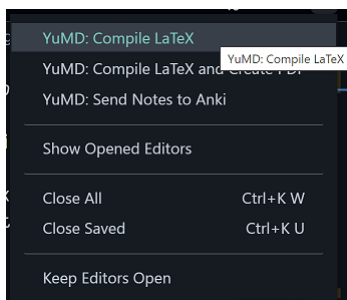 YuMD: Compile LaTeX
YuMD: Compile LaTeX
YuMD: Compile LaTeX and Create PDF
YuMD: Send Notes to Anki
Show Opened Editors
Close All Ctrl+K W
Close Saved Ctrl+K U
Keep Editors Open